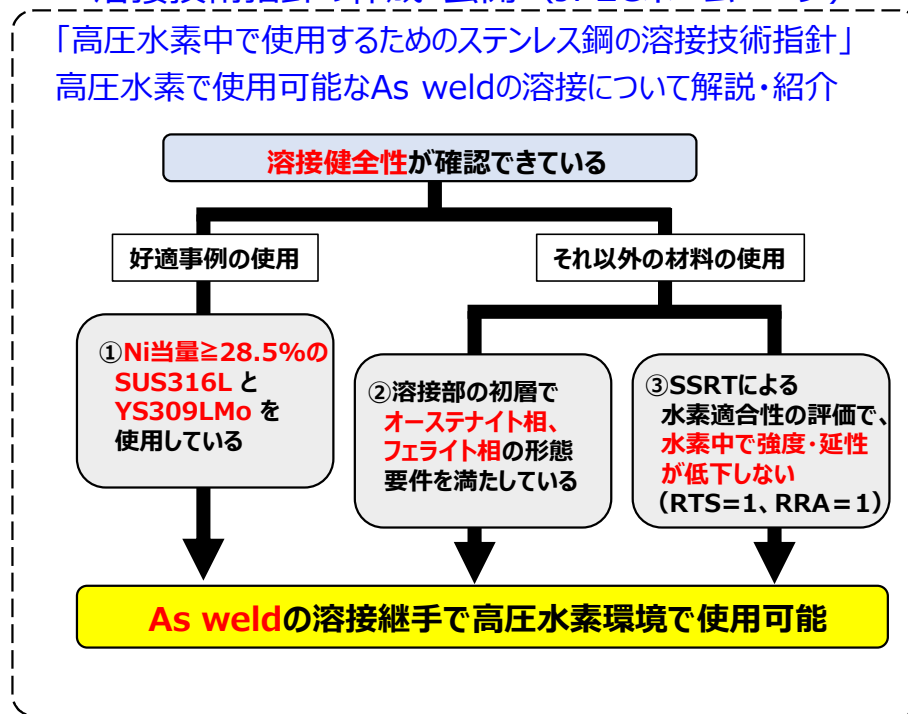 「高圧水素中で使用するためのステンレス鋼の溶接技術指針」
高圧水素で使用可能なAs weldの溶接について解説・紹介
溶接健全性が確認できている
好適事例の使用
それ以外の材料の使用
①Ni当量≧28.5%の
SUS316L と
YS309LMo を
使用している
②溶接部の初層で
オーステナイト相、
フェライト相の形態
要件を満たしている
③SSRTによる
水素適合性の評価で、
水素中で強度・延性
が低下しない
（RTS=1、RRA＝1）
As weldの溶接継手で高圧水素環境で使用可能